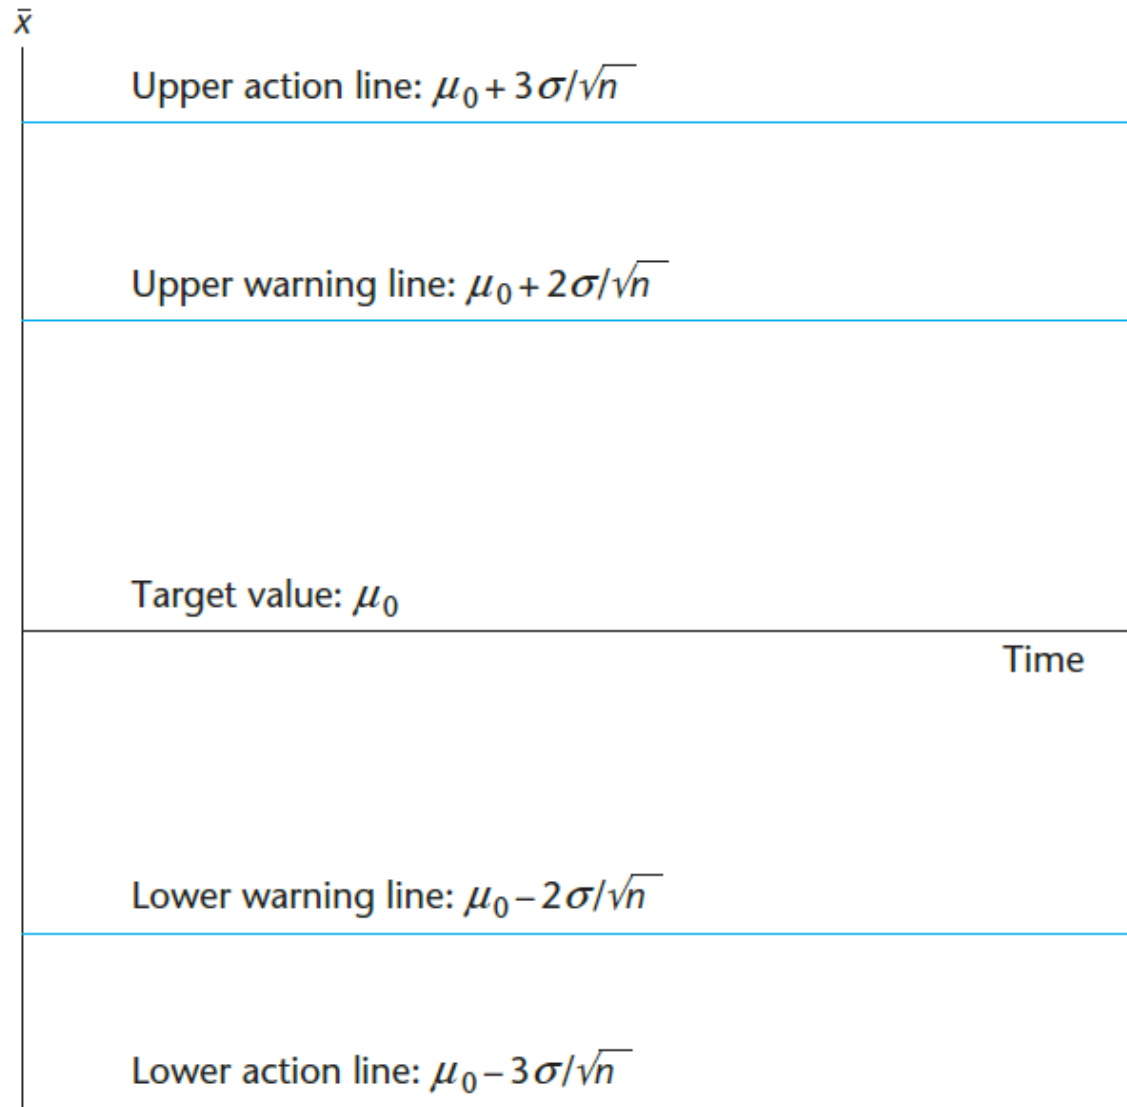 x̄
Upper action line: μ₀ + 3σ/√n
Upper warning line: μ₀ + 2σ/√n
Target value: μ₀
Time
Lower warning line: μ₀ – 2σ/√n
Lower action line: μ₀ – 3σ/√n